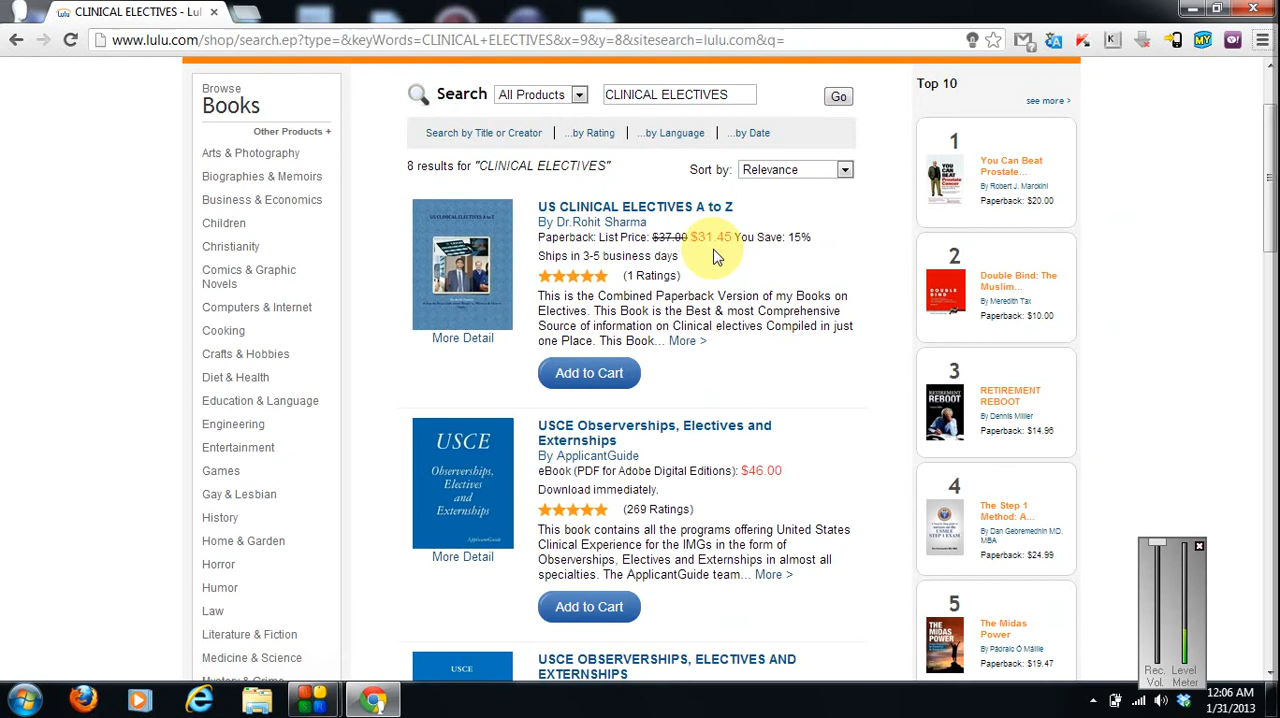 CLINICAL ELECTIVES - Lul
www.lulu.com/shop/search.ep?type=&keyWords=CLINICAL+ELECTIVES&x=9&y=8&sitesearch=lulu.com&q=
Browse
Books
Other Products +
Arts & Photography
Biographies & Memoirs
Business & Economics
Children
Christianity
Comics & Graphic
Novels
Computers & Internet
Cooking
Crafts & Hobbies
Diet & Health
Education & Language
Engineering
Entertainment
Games
Gay & Lesbian
History
Home & Garden
Horror
Humor
Law
Literature & Fiction
Medicine & Science
Mystery & Crime
Search All Products CLINICAL ELECTIVES Go
Search by Title or Creator ...by Rating ...by Language ...by Date
8 results for "CLINICAL ELECTIVES" Sort by: Relevance
US CLINICAL ELECTIVES A to Z
By Dr.Rohit Sharma
Paperback: List Price: $37.00 $31.45 You Save: 15%
Ships in 3-5 business days
(1 Ratings)
This is the Combined Paperback Version of my Books on
Electives. This Book is the Best & most Comprehensive
Source of information on Clinical electives Compiled in just
one Place. This Book... More >
More Detail
Add to Cart
USCE
Observerships,
Electives
and
Externships
ApplicantGuide
More Detail
USCE Observerships, Electives and
Externships
By ApplicantGuide
eBook (PDF for Adobe Digital Editions): $46.00
Download immediately.
(269 Ratings)
This book contains all the programs offering United States
Clinical Experience for the IMGs in the form of
Observerships, Electives and Externships in almost all
specialties. The ApplicantGuide team... More >
Add to Cart
USCE
USCE OBSERVERSHIPS, ELECTIVES AND
EXTERNSHIPS
Top 10
see more >
1
You Can Beat
Prostate...
By Robert J. Marckini
Paperback: $20.00
2
Double Bind: The
Muslim...
By Meredith Tax
Paperback: $10.00
3
RETIREMENT
REBOOT
By Dennis Miller
Paperback: $14.96
4
The Step 1
Method: A...
MBA
Paperback: $24.99
5
The Midas
Power
By Pádraic Ó Máille
Paperback: $19.47
Rec. Level
Vol. Meter
12:06 AM
1/31/2013